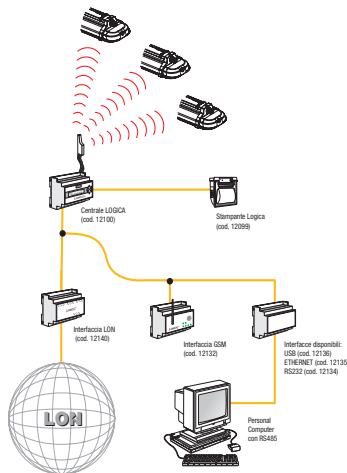 Centrale LOGICA
(cod. 12100)
Stampante Logica
(cod. 12099)
Interfaccia LON
(cod. 12140)
Interfaccia GSM
(cod. 12132)
Interfacce disponibili:
USB (cod. 12136)
ETHERNET (cod. 12135
RS232 (cod. 12134)
LON
Personal
Computer
con RS485